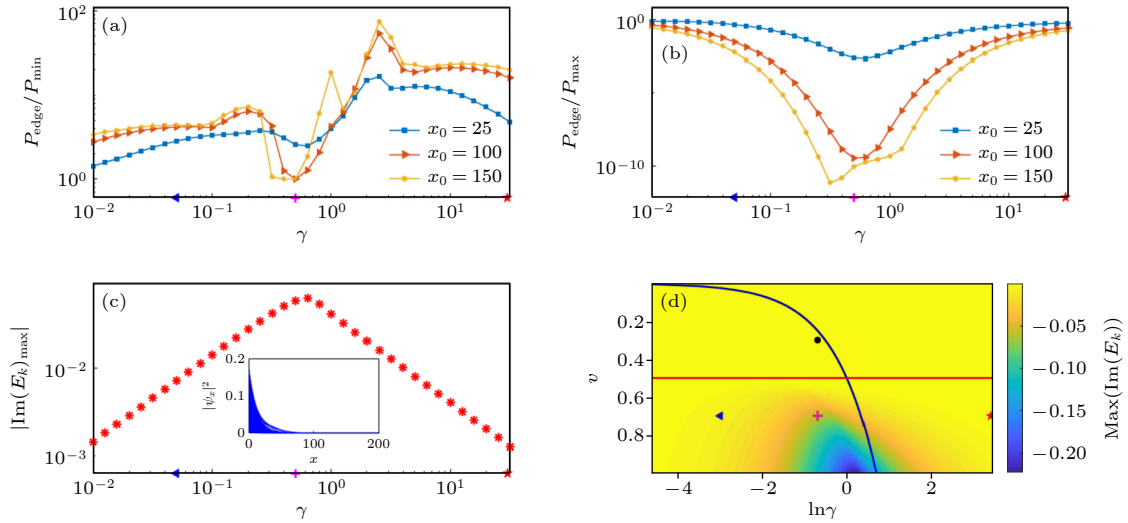 (a)
P_edge/P_min
10^2
10^0
x_0 = 25
x_0 = 100
x_0 = 150
10^−2 10^−1 10^0 10^1
γ
(b)
P_edge/P_max
10^0
10^−10
x_0 = 25
x_0 = 100
x_0 = 150
10^−2 10^−1 10^0 10^1
γ
(c)
|Im(E_k)_max|
10^−2
10^−3
|ψ_x|^2
0.2
0.1
0
0 100 200
x
10^−2 10^−1 10^0 10^1
γ
(d)
v
0.2
0.4
0.6
0.8
−4 −2 0 2
lnγ
−0.05
−0.10
−0.15
−0.20
Max(Im(E_k))